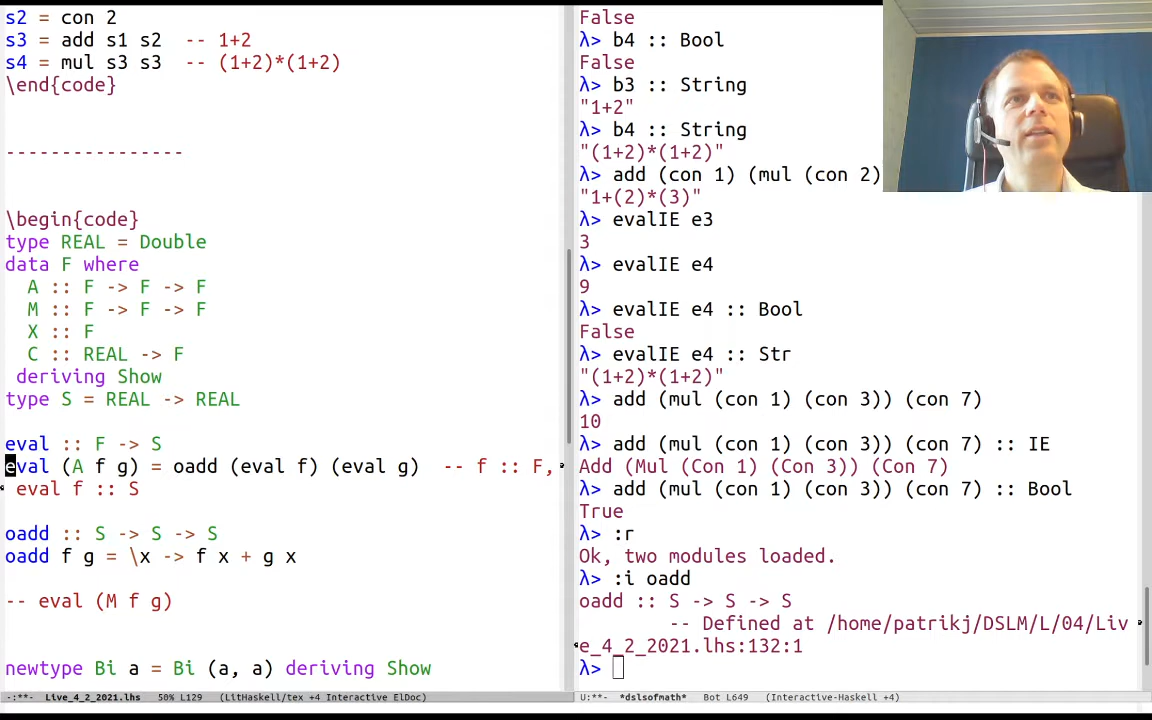 s2 = con 2
s3 = add s1 s2  -- 1+2
s4 = mul s3 s3  -- (1+2)*(1+2)
\end{code}
----------------
\begin{code}
type REAL = Double
data F where
  A :: F -> F -> F
  M :: F -> F -> F
  X :: F
  C :: REAL -> F
 deriving Show
type S = REAL -> REAL
eval :: F -> S
eval (A f g) = oadd (eval f) (eval g)  -- f :: F,
 eval f :: S
oadd :: S -> S -> S
oadd f g = \x -> f x + g x
-- eval (M f g)
newtype Bi a = Bi (a, a) deriving Show
-:**-  Live_4_2_2021.lhs   50% L129   (LitHaskell/tex +4 Interactive ElDoc)
False
λ> b4 :: Bool
False
λ> b3 :: String
"1+2"
λ> b4 :: String
"(1+2)*(1+2)"
λ> add (con 1) (mul (con 2)
"1+(2)*(3)"
λ> evalIE e3
3
λ> evalIE e4
9
λ> evalIE e4 :: Bool
False
λ> evalIE e4 :: Str
"(1+2)*(1+2)"
λ> add (mul (con 1) (con 3)) (con 7)
10
λ> add (mul (con 1) (con 3)) (con 7) :: IE
Add (Mul (Con 1) (Con 3)) (Con 7)
λ> add (mul (con 1) (con 3)) (con 7) :: Bool
True
λ> :r
Ok, two modules loaded.
λ> :i oadd
oadd :: S -> S -> S
        -- Defined at /home/patrikj/DSLM/L/04/Liv
e_4_2_2021.lhs:132:1
λ>
U:**-  *dslsofmath*   Bot L649   (Interactive-Haskell +4)